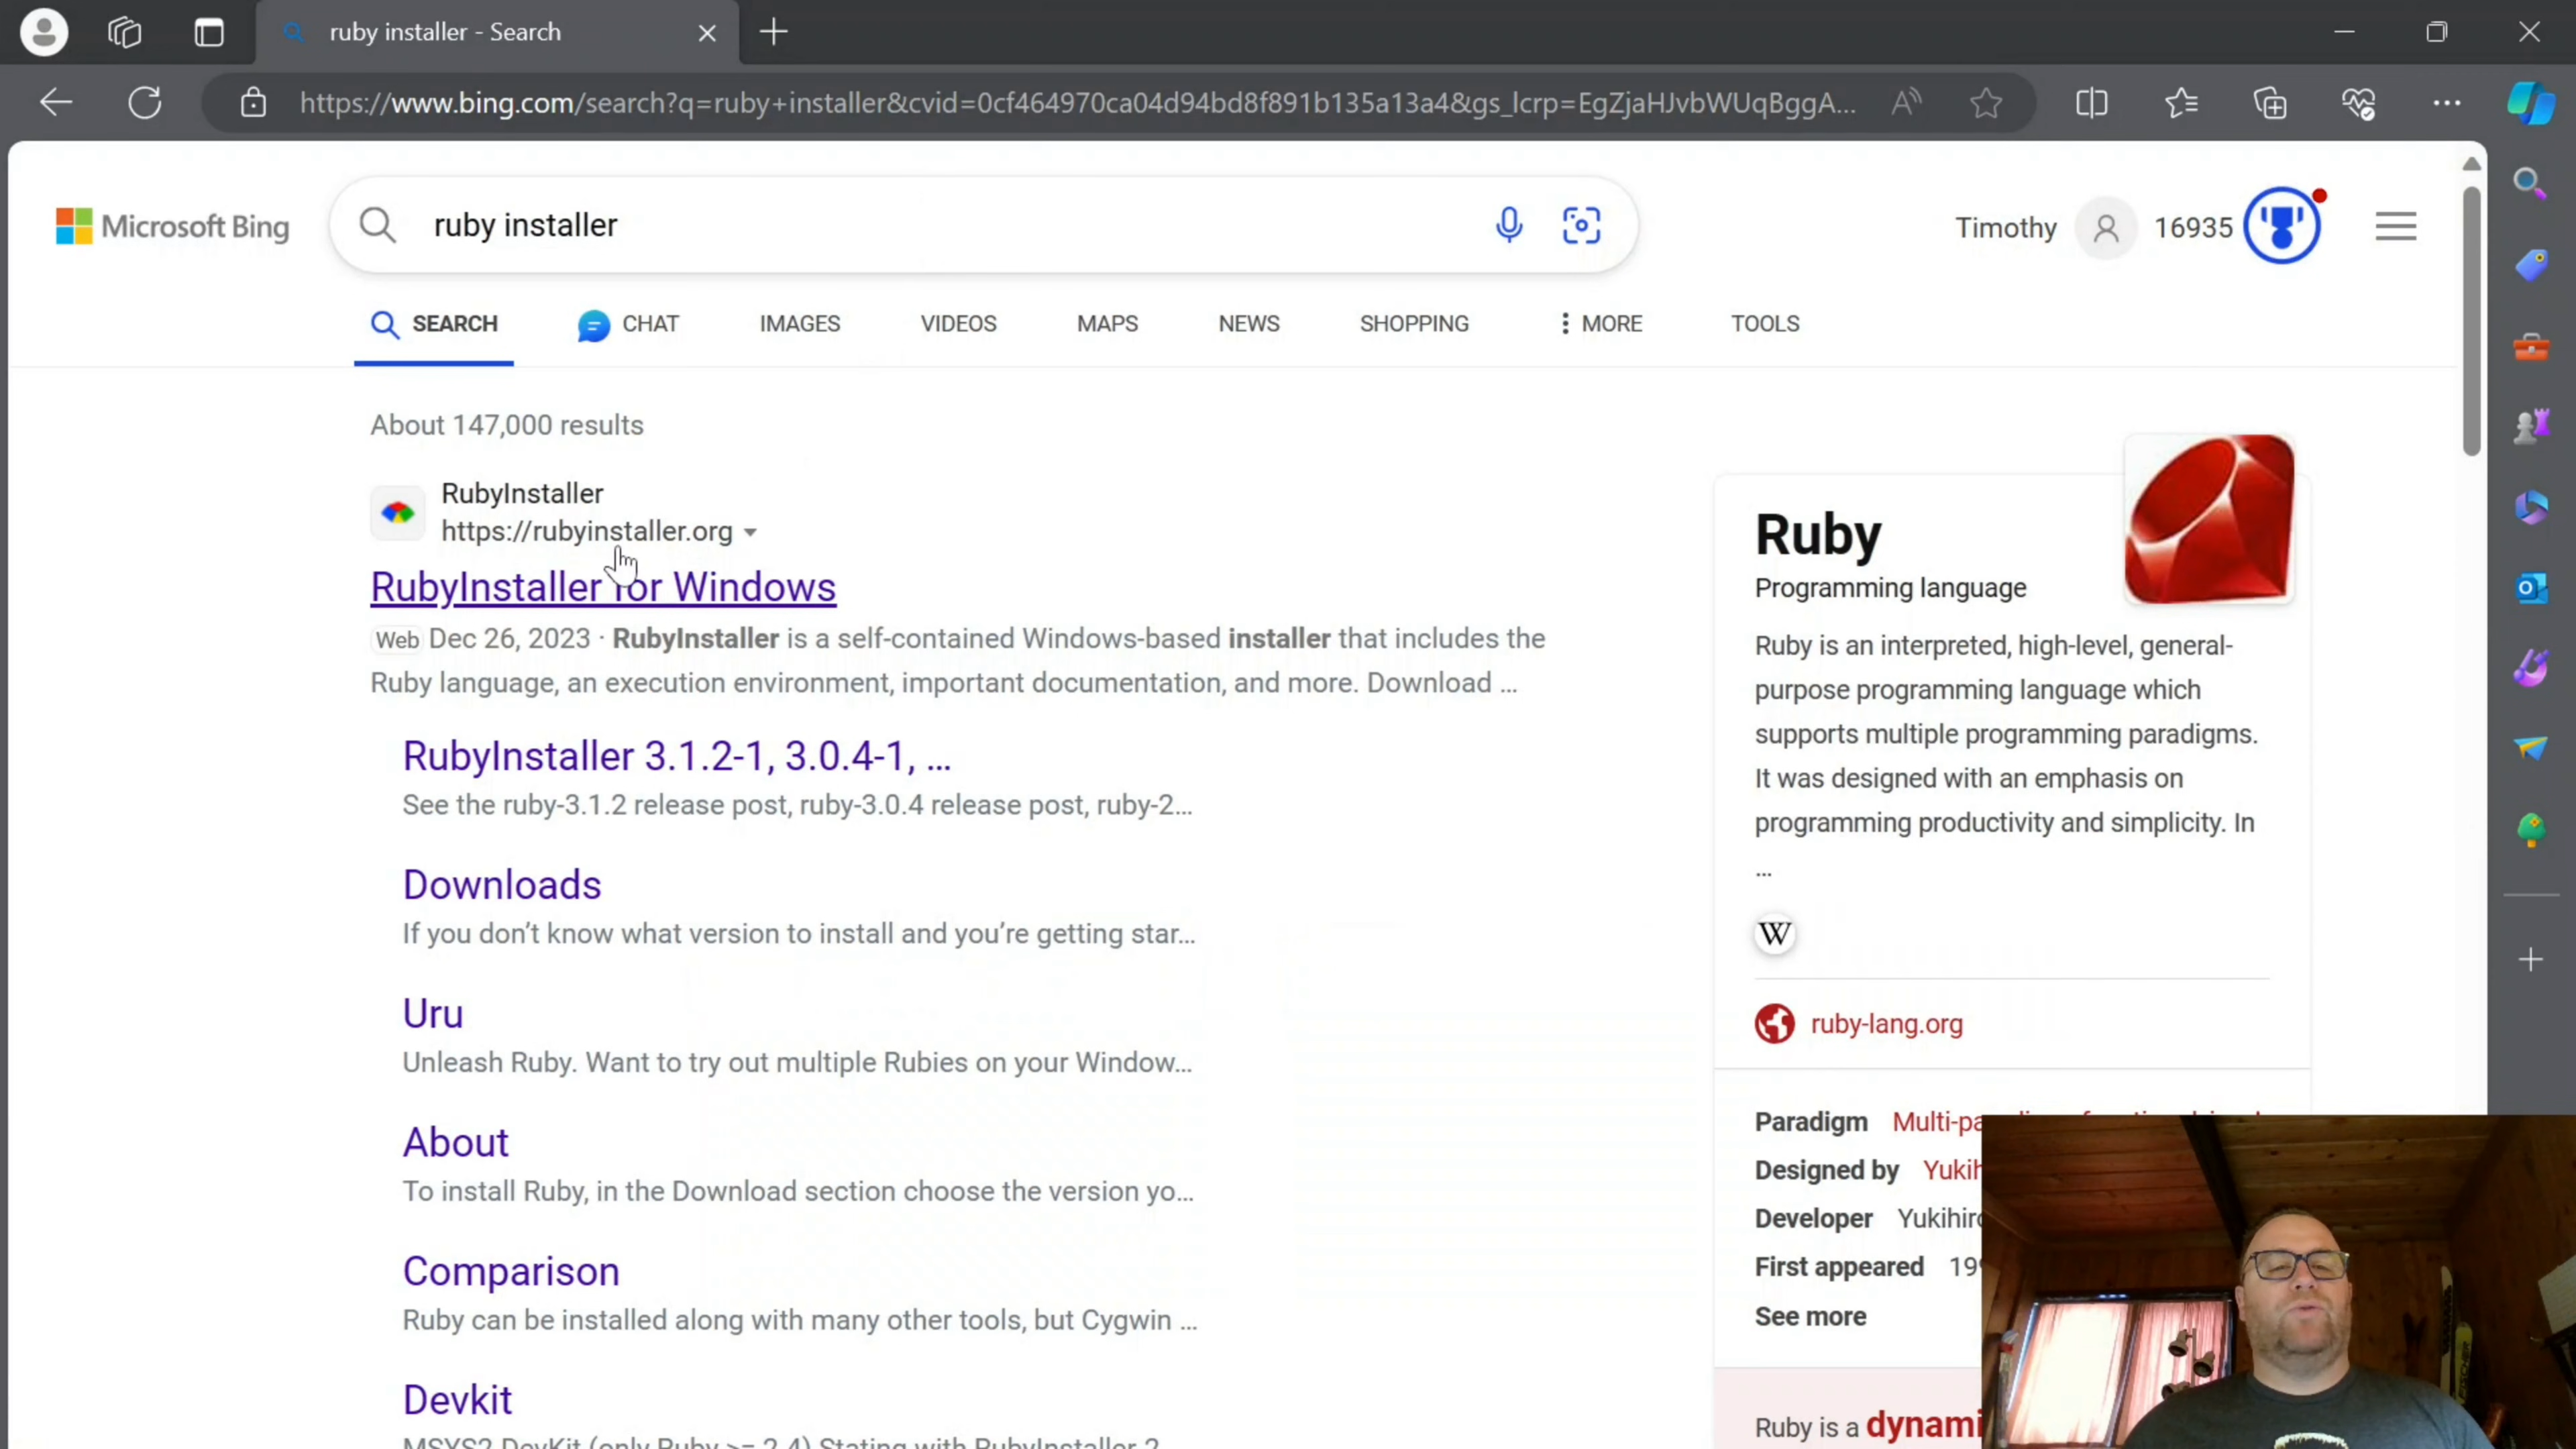 ruby installer - Search
https://www.bing.com/search?q=ruby+installer&cvid=0cf464970ca04d94bd8f891b135a13a4&gs_lcrp=EgZjaHJvbWUqBggA...
Microsoft Bing
ruby installer
Timothy
16935
SEARCH
CHAT
IMAGES
VIDEOS
MAPS
NEWS
SHOPPING
MORE
TOOLS
About 147,000 results
RubyInstaller
https://rubyinstaller.org
RubyInstaller for Windows
Web Dec 26, 2023 · RubyInstaller is a self-contained Windows-based installer that includes the
Ruby language, an execution environment, important documentation, and more. Download ...
RubyInstaller 3.1.2-1, 3.0.4-1, ...
See the ruby-3.1.2 release post, ruby-3.0.4 release post, ruby-2...
Downloads
If you don't know what version to install and you're getting star...
Uru
Unleash Ruby. Want to try out multiple Rubies on your Window...
About
To install Ruby, in the Download section choose the version yo...
Comparison
Ruby can be installed along with many other tools, but Cygwin ...
Devkit
MSYS2 DevKit (only Ruby >= 2.4) Stating with RubyInstaller 2
Ruby
Programming language
Ruby is an interpreted, high-level, general-
purpose programming language which
supports multiple programming paradigms.
It was designed with an emphasis on
programming productivity and simplicity. In
...
W
ruby-lang.org
Paradigm
Designed by
Developer
First appeared
See more
Ruby is a